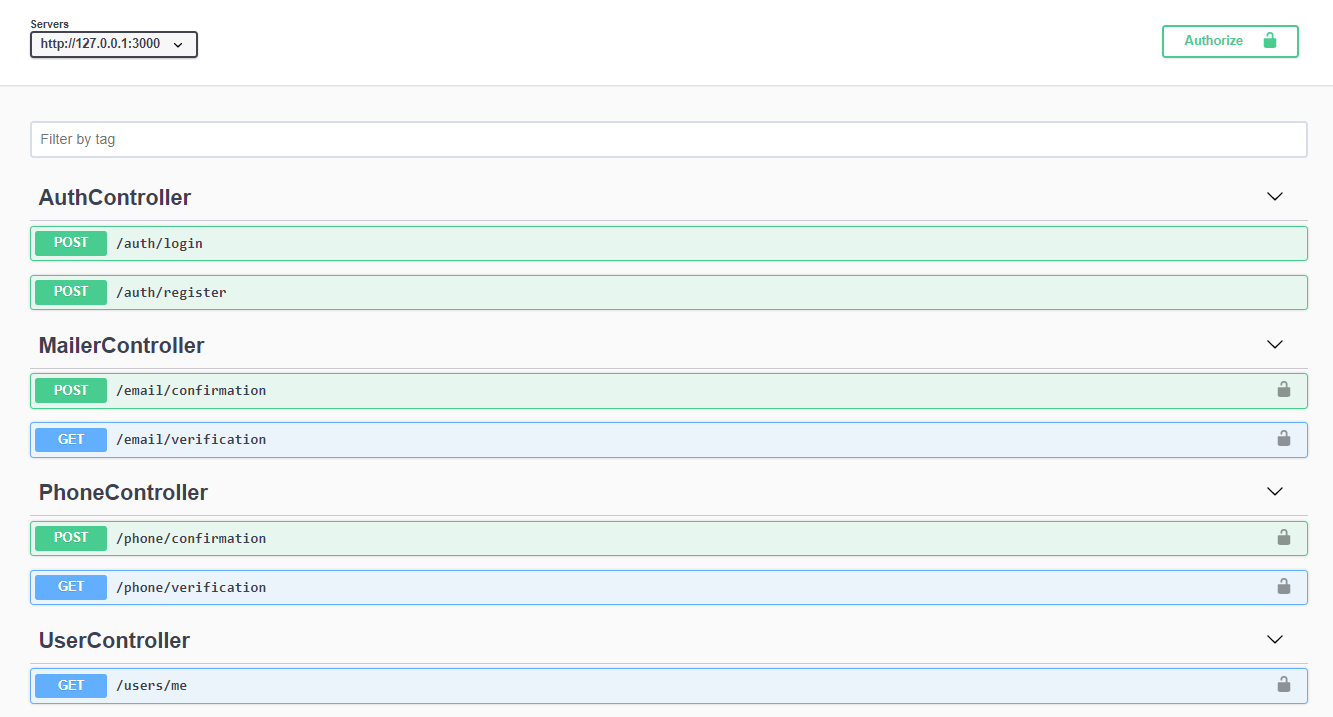 Servers
http://127.0.0.1:3000
Authorize
Filter by tag
AuthController
POST /auth/login
POST /auth/register
MailerController
POST /email/confirmation
GET /email/verification
PhoneController
POST /phone/confirmation
GET /phone/verification
UserController
GET /users/me